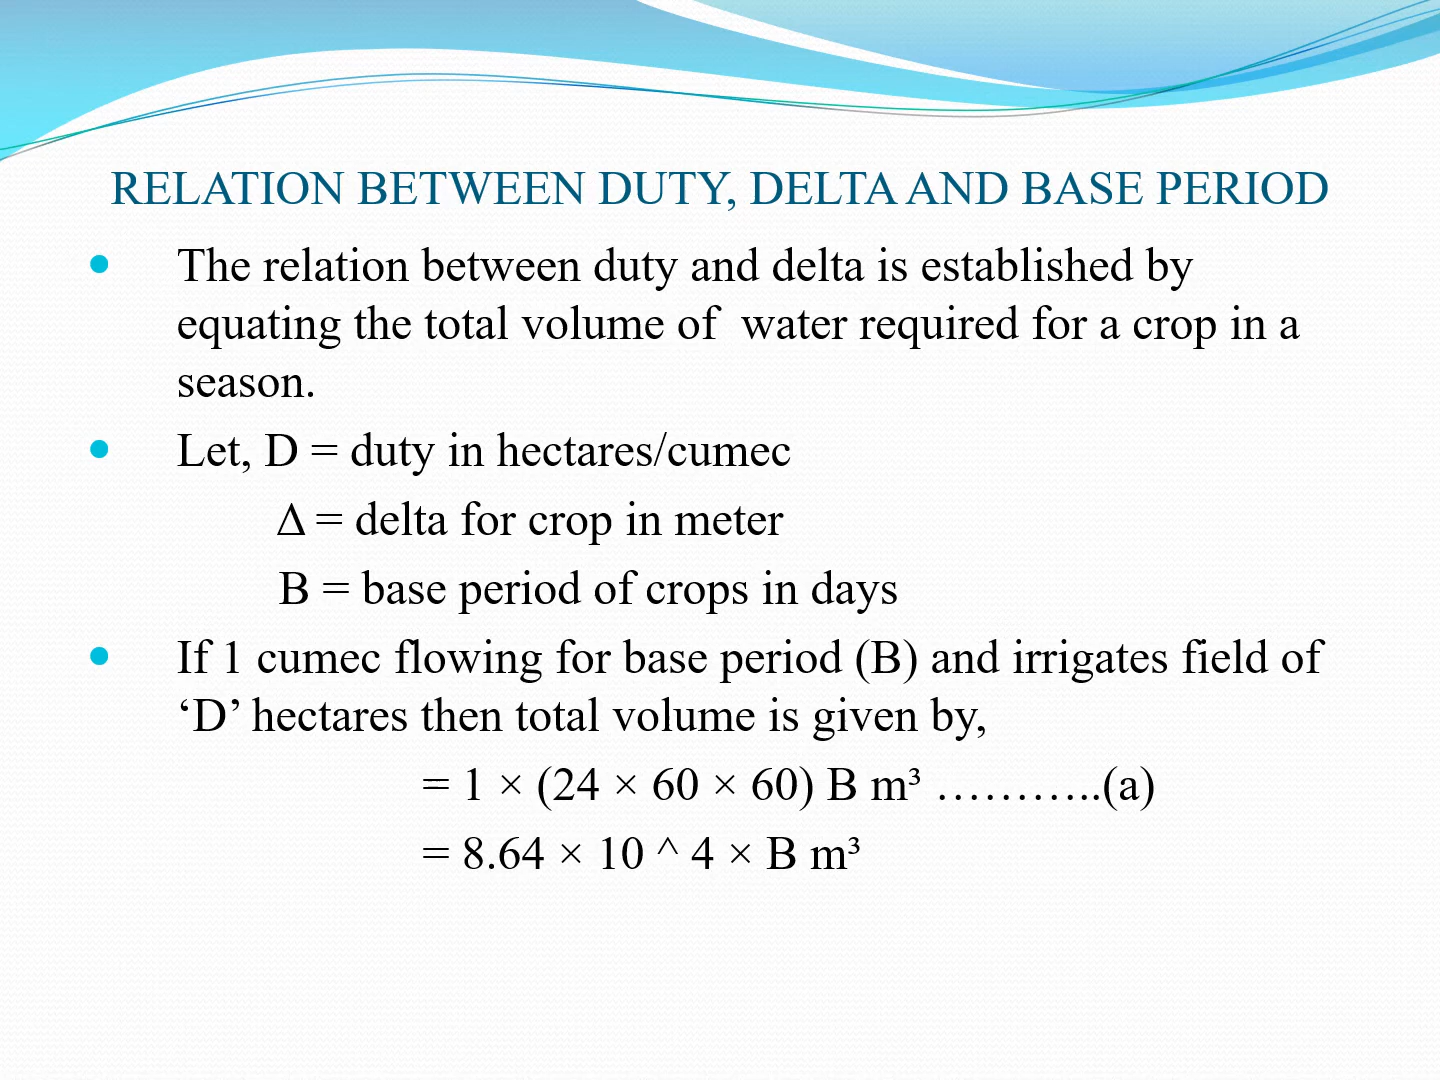 RELATION BETWEEN DUTY, DELTA AND BASE PERIOD
The relation between duty and delta is established by
equating the total volume of  water required for a crop in a
season.
Let, D = duty in hectares/cumec
Δ = delta for crop in meter
B = base period of crops in days
If 1 cumec flowing for base period (B) and irrigates field of
‘D’ hectares then total volume is given by,
= 1 × (24 × 60 × 60) B m³ ………..(a)
= 8.64 × 10 ^ 4 × B m³